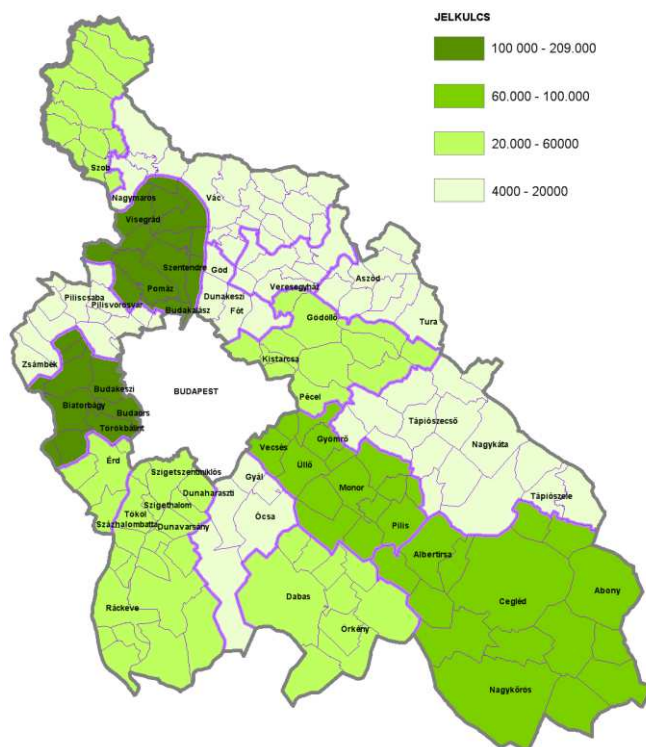 JELKULCS
100 000 - 209.000
60.000 - 100.000
20.000 - 60000
4000 - 20000
Szob
Nagymaros
Vác
Visegrád
Szentendre
God
Veresegyház
Aszód
Piliscsaba
Pilisvorosvar
Pomáz
Dunakeszi
Budakalász
Fót
Gödöllő
Tura
Zsámbék
Kistarcsa
Budakeszi
BUDAPEST
Pécel
Biaterbágy
Budaörs
Törökbálint
Tápiószecső
Gyömrő
Nagykáta
Vecsés
Érd
Szigetszentmiklós
Üllő
Gyál
Monor
Dunaharaszti
Tápiószele
Szigethalom
Tököl
Ócsa
Százhalombatta
Dunavarsány
Pilis
Albertirsa
Cegléd
Abony
Ráckeve
Dabas
Örkény
Nagykőrös